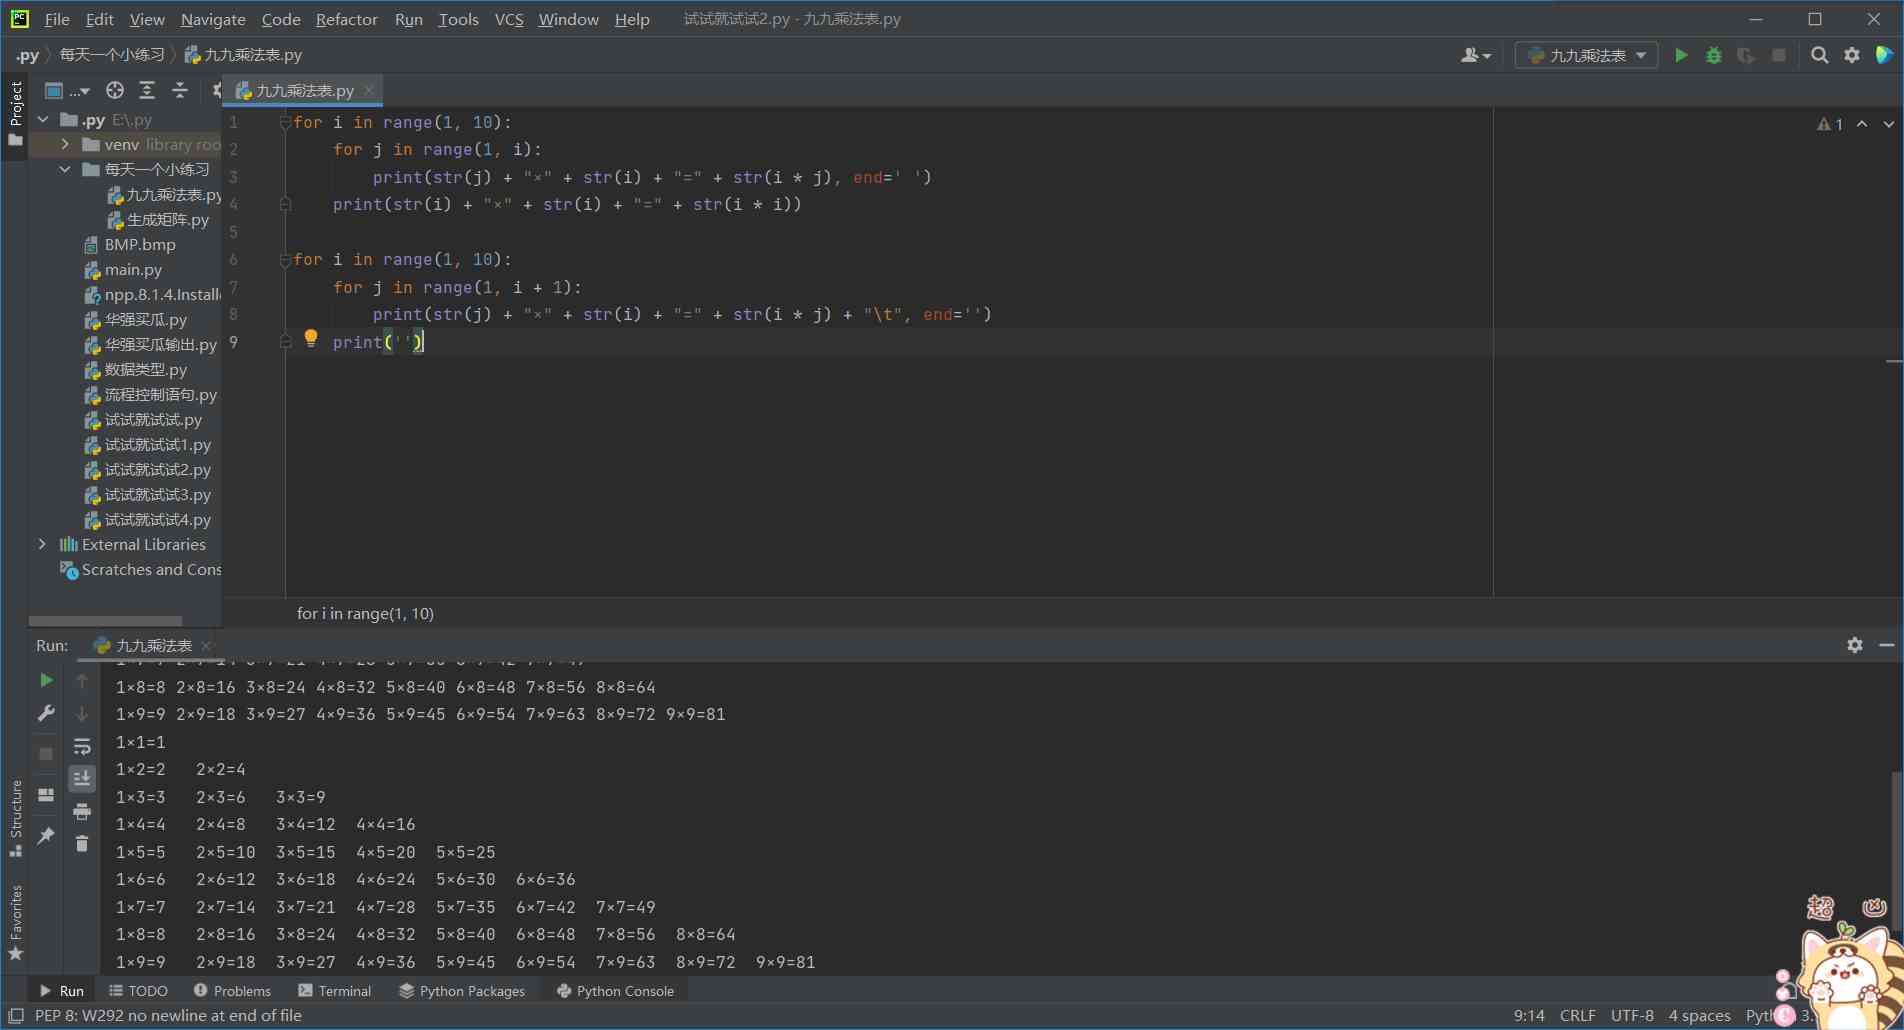 File Edit View Navigate Code Refactor Run Tools VCS Window Help 试试就试试2.py - 九九乘法表.py
.py 每天一个小练习 九九乘法表.py
九九乘法表
Project
...
九九乘法表.py
.py E:\.py
venv library roo
每天一个小练习
九九乘法表.py
生成矩阵.py
BMP.bmp
main.py
npp.8.1.4.Install
华强买瓜.py
华强买瓜输出.py
数据类型.py
流程控制语句.py
试试就试试.py
试试就试试1.py
试试就试试2.py
试试就试试3.py
试试就试试4.py
External Libraries
Scratches and Cons
1 for i in range(1, 10):
2 for j in range(1, i):
3 print(str(j) + "×" + str(i) + "=" + str(i * j), end=' ')
4 print(str(i) + "×" + str(i) + "=" + str(i * i))
5
6 for i in range(1, 10):
7 for j in range(1, i + 1):
8 print(str(j) + "×" + str(i) + "=" + str(i * j) + "\t", end='')
9 print('')
1
for i in range(1, 10)
Run: 九九乘法表
1×8=8 2×8=16 3×8=24 4×8=32 5×8=40 6×8=48 7×8=56 8×8=64
1×9=9 2×9=18 3×9=27 4×9=36 5×9=45 6×9=54 7×9=63 8×9=72 9×9=81
1×1=1
1×2=2 2×2=4
1×3=3 2×3=6 3×3=9
1×4=4 2×4=8 3×4=12 4×4=16
1×5=5 2×5=10 3×5=15 4×5=20 5×5=25
1×6=6 2×6=12 3×6=18 4×6=24 5×6=30 6×6=36
1×7=7 2×7=14 3×7=21 4×7=28 5×7=35 6×7=42 7×7=49
1×8=8 2×8=16 3×8=24 4×8=32 5×8=40 6×8=48 7×8=56 8×8=64
1×9=9 2×9=18 3×9=27 4×9=36 5×9=45 6×9=54 7×9=63 8×9=72 9×9=81
Structure
Favorites
超 凶
Run TODO Problems Terminal Python Packages Python Console
PEP 8: W292 no newline at end of file
9:14 CRLF UTF-8 4 spaces Pyth 3.